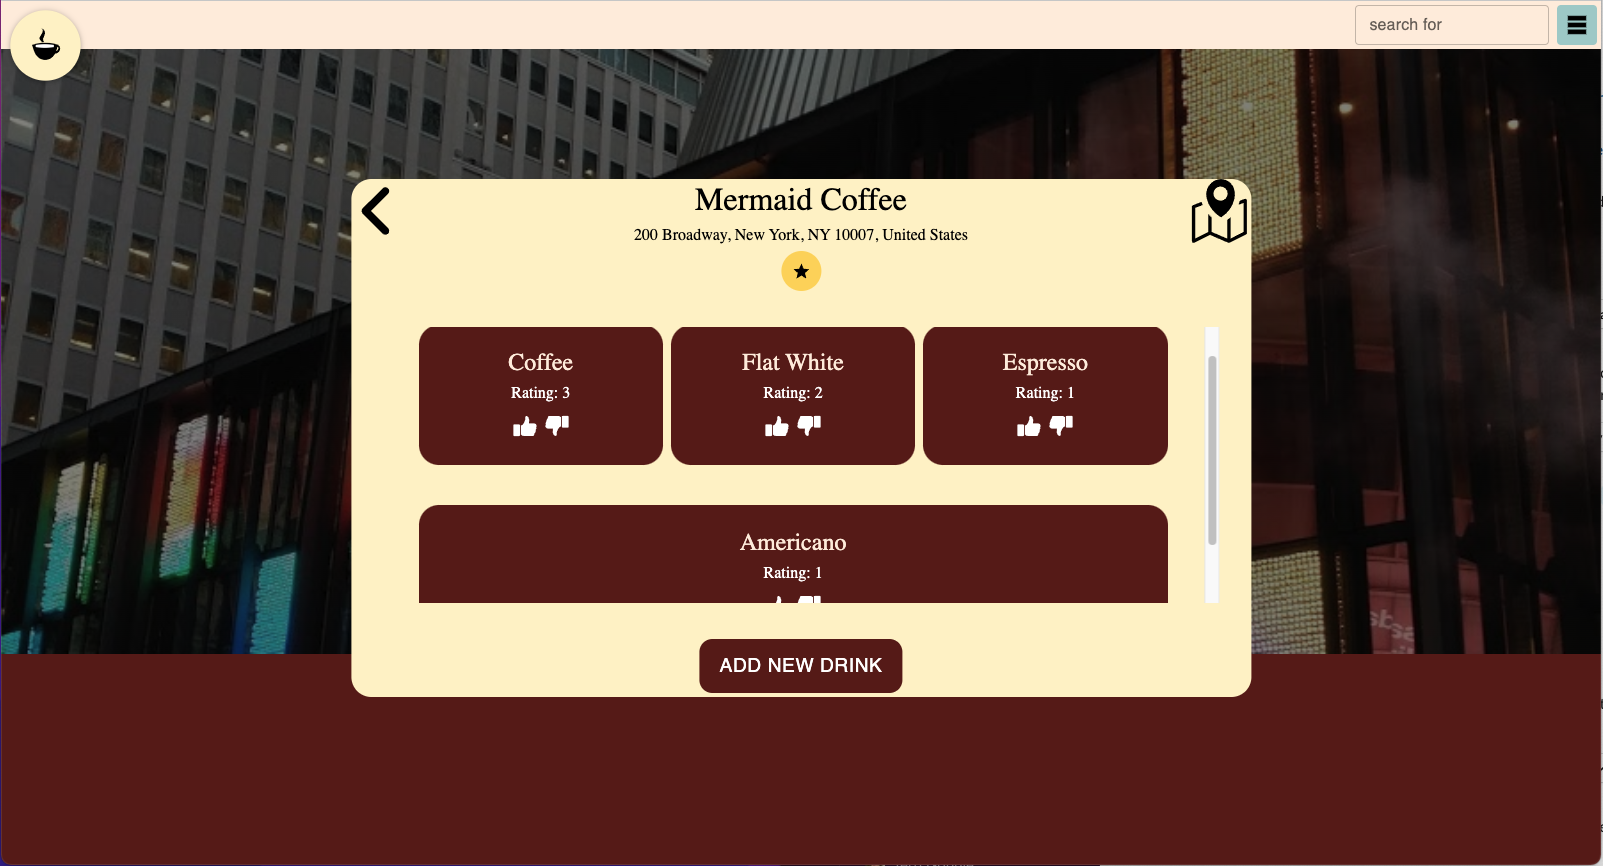 search for
Mermaid Coffee
200 Broadway, New York, NY 10007, United States
Coffee
Rating: 3
Flat White
Rating: 2
Espresso
Rating: 1
Americano
Rating: 1
ADD NEW DRINK